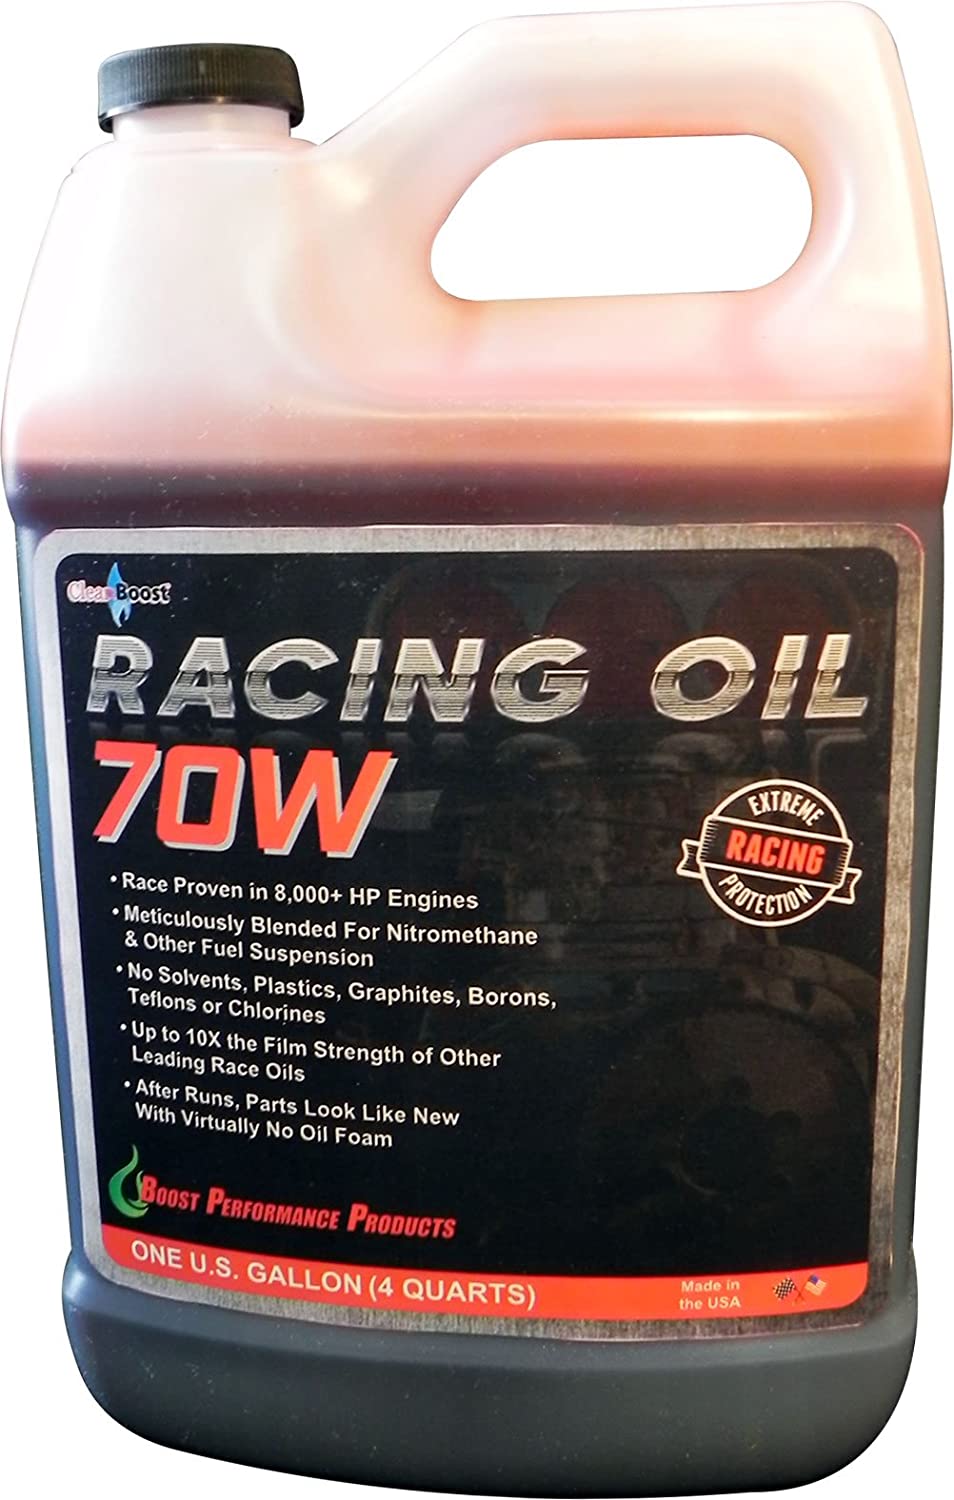 CleanBoost
RACING OIL
70W
EXTREME
RACING
PROTECTION
• Race Proven in 8,000+ HP Engines
• Meticulously Blended For Nitromethane
& Other Fuel Suspension
• No Solvents, Plastics, Graphites, Borons,
Teflons or Chlorines
• Up to 10X the Film Strength of Other
Leading Race Oils
• After Runs, Parts Look Like New
With Virtually No Oil Foam
BOOST PERFORMANCE PRODUCTS
ONE U.S. GALLON (4 QUARTS)
Made in
the USA